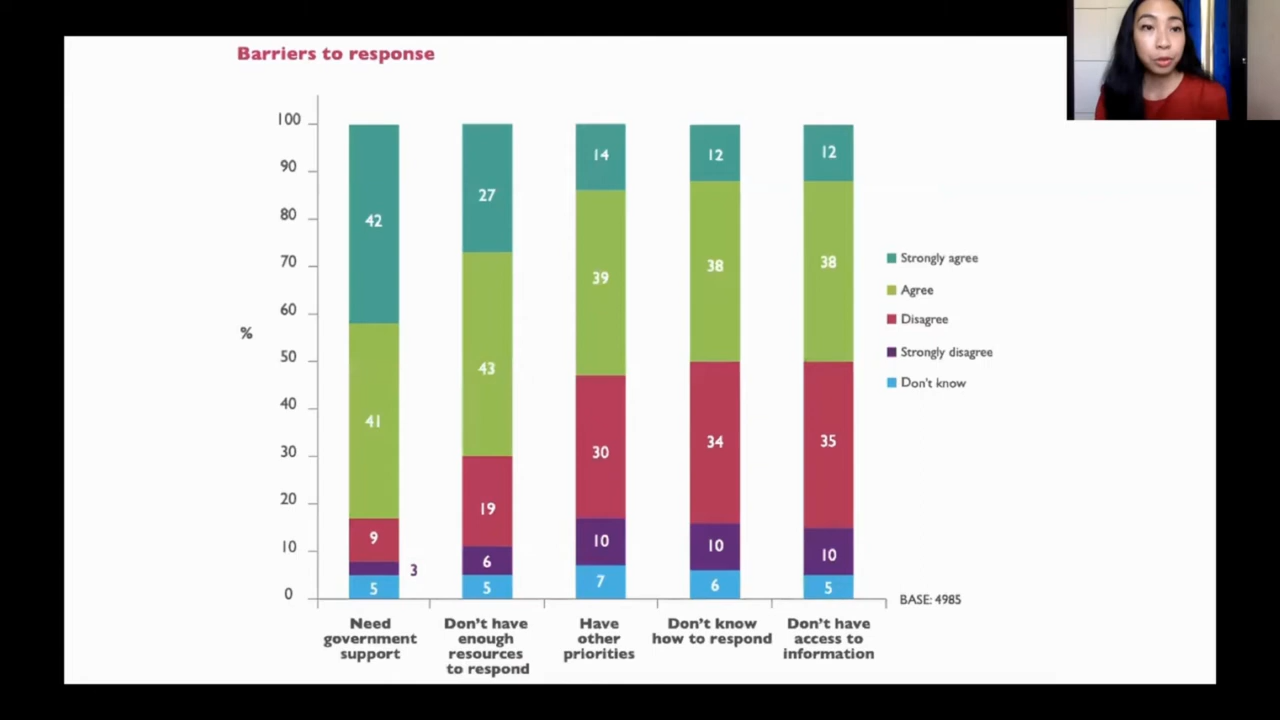 Barriers to response
100
90
80
70
60
50
40
30
20
10
0
%
42
41
9
3
5
27
43
19
6
5
14
39
30
10
7
12
38
34
10
6
12
38
35
10
5
Strongly agree
Agree
Disagree
Strongly disagree
Don't know
BASE: 4985
Need
government
support
Don't have
enough
resources
to respond
Have
other
priorities
Don't know
how to respond
Don't have
access to
information